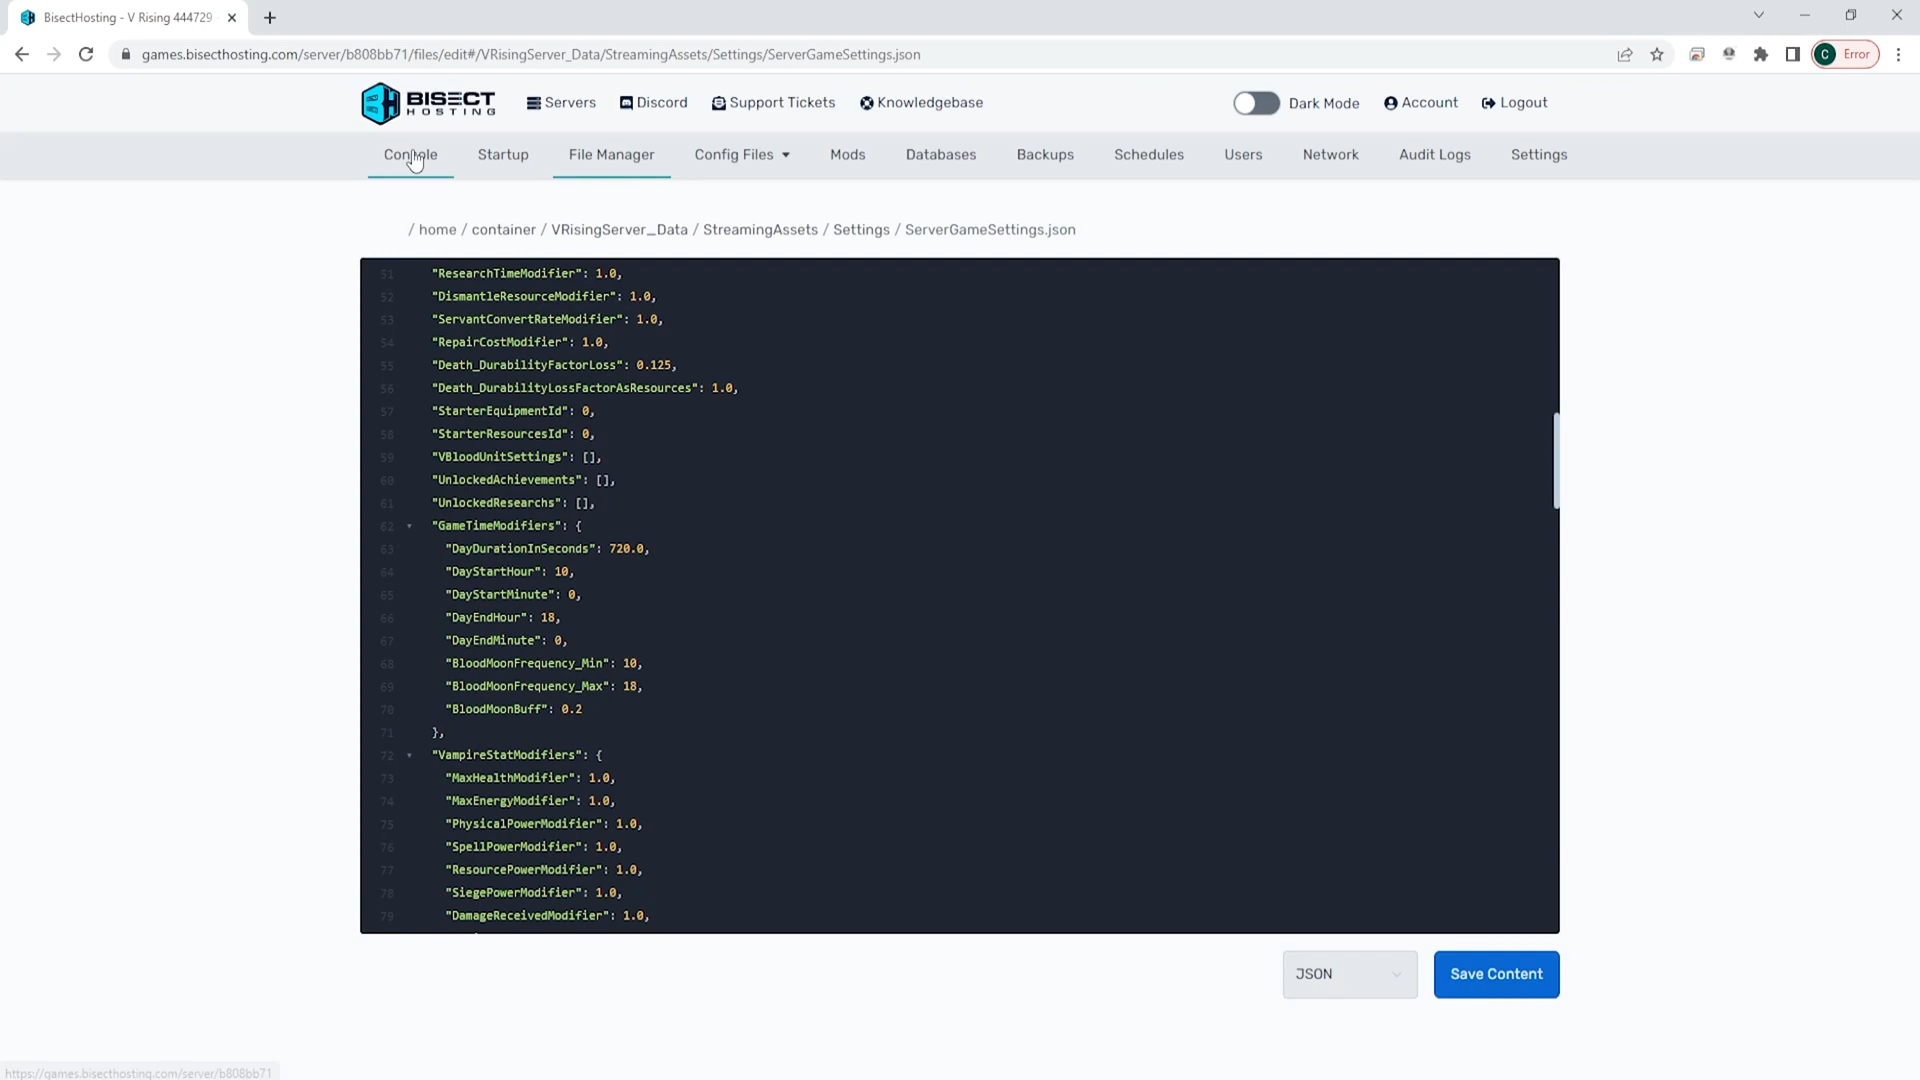 BisectHosting - V Rising 444729
games.bisecthosting.com/server/b808bb71/files/edit#/VRisingServer_Data/StreamingAssets/Settings/ServerGameSettings.json
C Error
BISECT HOSTING
Servers Discord Support Tickets Knowledgebase Dark Mode Account Logout
Console Startup File Manager Config Files Mods Databases Backups Schedules Users Network Audit Logs Settings
/ home / container / VRisingServer_Data / StreamingAssets / Settings / ServerGameSettings.json
51 "ResearchTimeModifier": 1.0,
52 "DismantleResourceModifier": 1.0,
53 "ServantConvertRateModifier": 1.0,
54 "RepairCostModifier": 1.0,
55 "Death_DurabilityFactorLoss": 0.125,
56 "Death_DurabilityLossFactorAsResources": 1.0,
57 "StarterEquipmentId": 0,
58 "StarterResourcesId": 0,
59 "VBloodUnitSettings": [],
60 "UnlockedAchievements": [],
61 "UnlockedResearchs": [],
62 "GameTimeModifiers": {
63 "DayDurationInSeconds": 720.0,
64 "DayStartHour": 10,
65 "DayStartMinute": 0,
66 "DayEndHour": 18,
67 "DayEndMinute": 0,
68 "BloodMoonFrequency_Min": 10,
69 "BloodMoonFrequency_Max": 18,
70 "BloodMoonBuff": 0.2
71 },
72 "VampireStatModifiers": {
73 "MaxHealthModifier": 1.0,
74 "MaxEnergyModifier": 1.0,
75 "PhysicalPowerModifier": 1.0,
76 "SpellPowerModifier": 1.0,
77 "ResourcePowerModifier": 1.0,
78 "SiegePowerModifier": 1.0,
79 "DamageReceivedModifier": 1.0,
JSON
Save Content
https://games.bisecthosting.com/server/b808bb71